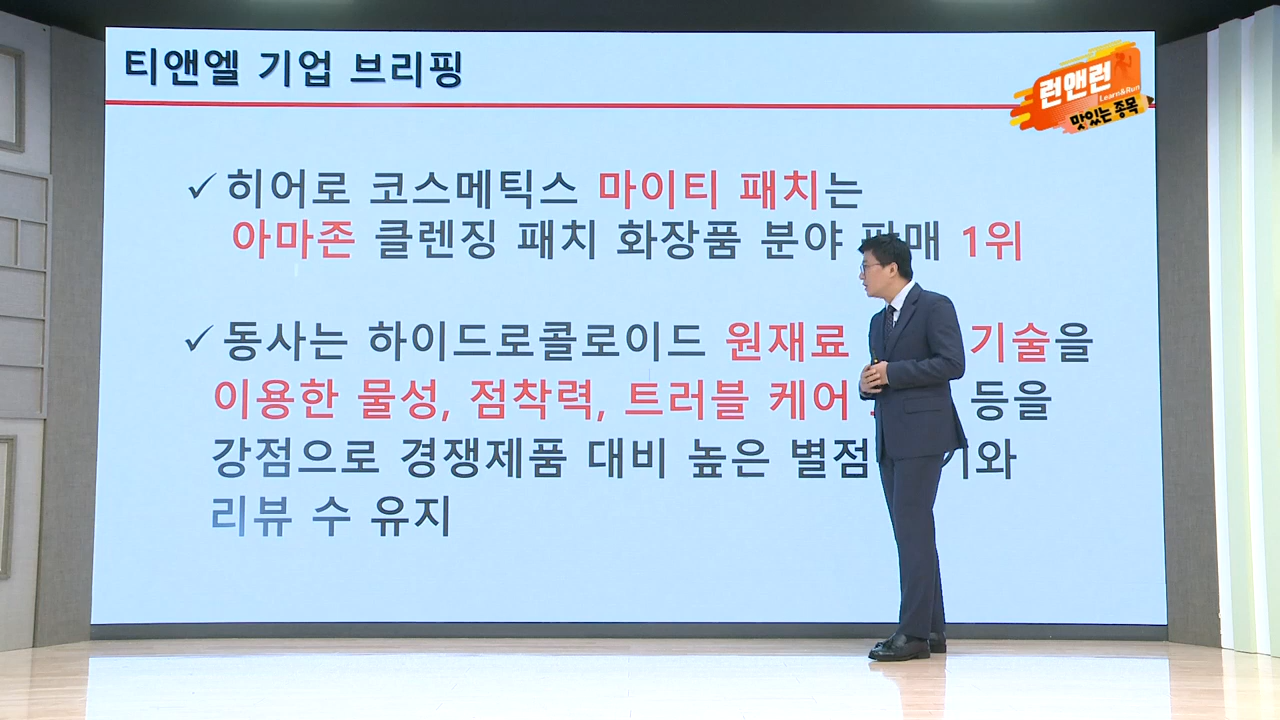 티앤엘 기업 브리핑
런앤런
Learn&Run
맛있는 종목
✓ 히어로 코스메틱스 마이티 패치는
아마존 클렌징 패치 화장품 분야 판매 1위
✓ 동사는 하이드로콜로이드 원재료 기술을
이용한 물성, 점착력, 트러블 케어 등을
강점으로 경쟁제품 대비 높은 별점
리뷰 수 유지